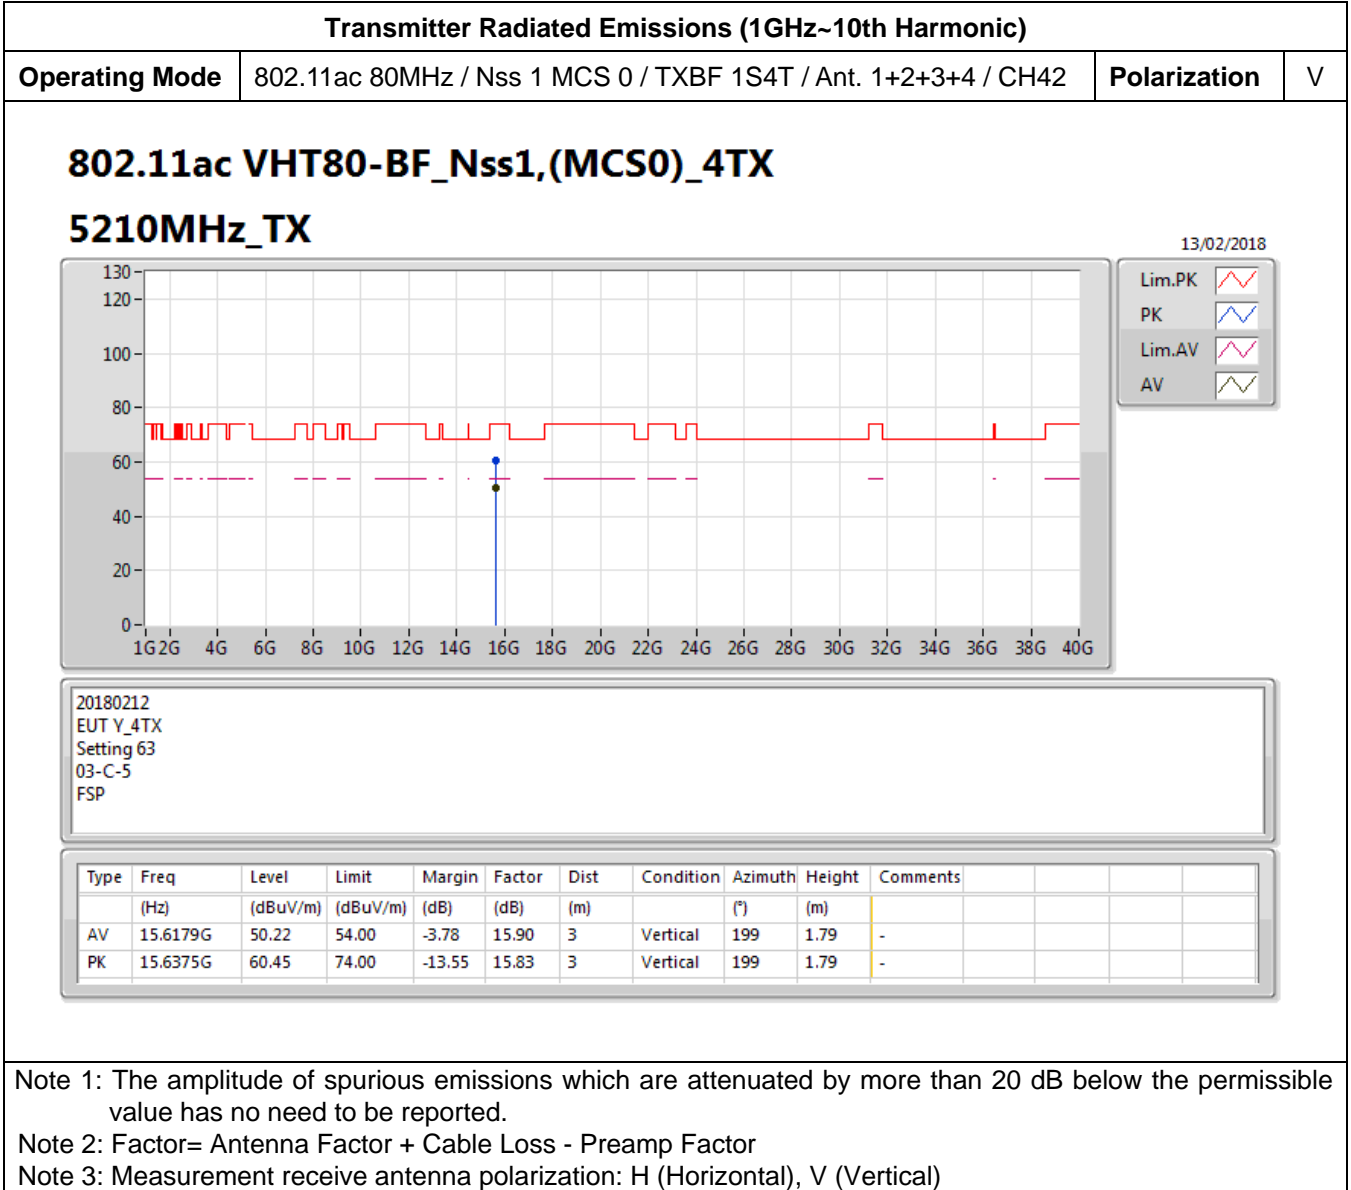 Transmitter Radiated Emissions (1GHz~10th Harmonic)
Operating Mode 802.11ac 80MHz / Nss 1 MCS 0 / TXBF 1S4T / Ant. 1+2+3+4 / CH42 Polarization V
802.11ac VHT80-BF_Nss1,(MCS0)_4TX
5210MHz_TX
13/02/2018
130
120
100
80
60
40
20
0
1G 2G 4G 6G 8G 10G 12G 14G 16G 18G 20G 22G 24G 26G 28G 30G 32G 34G 36G 38G 40G
Lim.PK
PK
Lim.AV
AV
20180212
EUT Y_4TX
Setting 63
03-C-5
FSP
Type Freq Level Limit Margin Factor Dist Condition Azimuth Height Comments
(Hz) (dBuV/m) (dBuV/m) (dB) (dB) (m) (°) (m)
AV 15.6179G 50.22 54.00 -3.78 15.90 3 Vertical 199 1.79 -
PK 15.6375G 60.45 74.00 -13.55 15.83 3 Vertical 199 1.79 -
Note 1: The amplitude of spurious emissions which are attenuated by more than 20 dB below the permissible
value has no need to be reported.
Note 2: Factor= Antenna Factor + Cable Loss - Preamp Factor
Note 3: Measurement receive antenna polarization: H (Horizontal), V (Vertical)